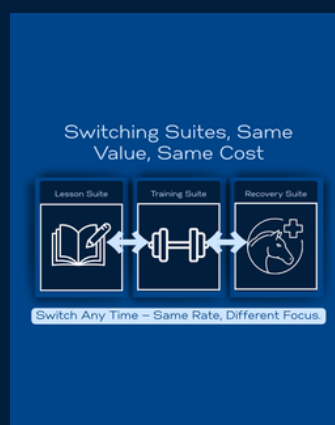 Switching Suites, Same
Value, Same Cost
Lesson Suite
Training Suite
Recovery Suite
Switch Any Time – Same Rate, Different Focus.